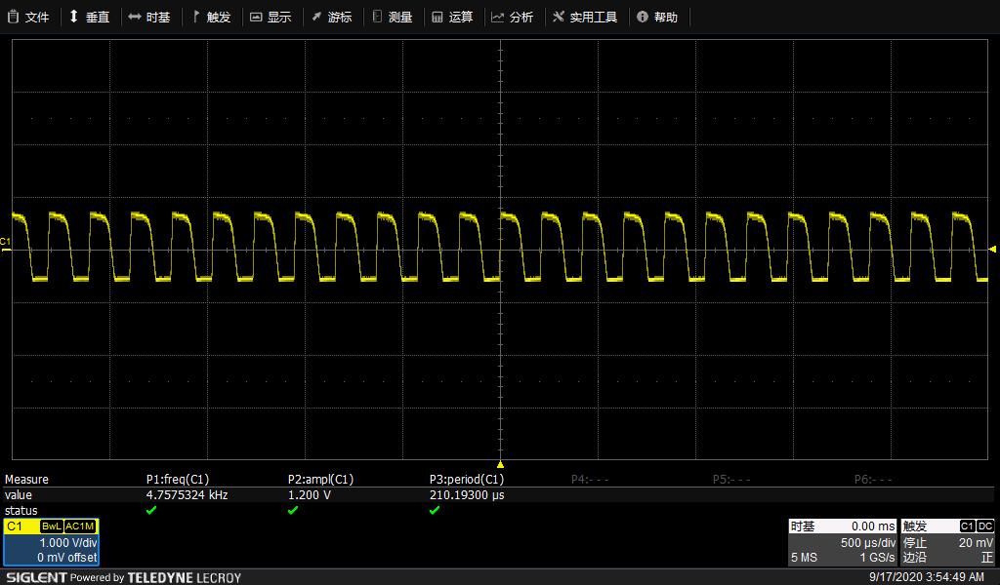 文件 垂直 时基 触发 显示 游标 测量 运算 分析 实用工具 帮助
C1
Measure P1:freq(C1) P2:ampl(C1) P3:period(C1) P4:- - - P5:- - - P6:- - -
value 4.7575324 kHz 1.200 V 210.19300 µs
status
C1 BwL AC1M
1.000 V/div
0 mV offset
时基 0.00 ms
500 µs/div
5 MS 1 GS/s
触发 C1 DC
停止 20 mV
边沿 正
SIGLENT Powered by TELEDYNE LECROY
9/17/2020 3:54:49 AM